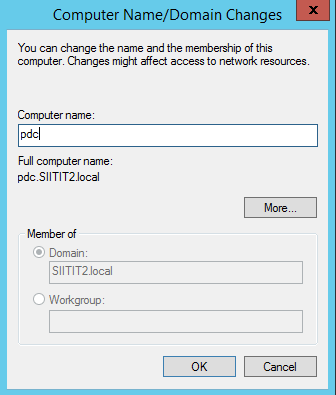 Computer Name/Domain Changes
x
You can change the name and the membership of this
computer. Changes might affect access to network resources.
Computer name:
pdc
Full computer name:
pdc.SIITIT2.local
More...
Member of
Domain:
SIITIT2.local
Workgroup:
OK
Cancel